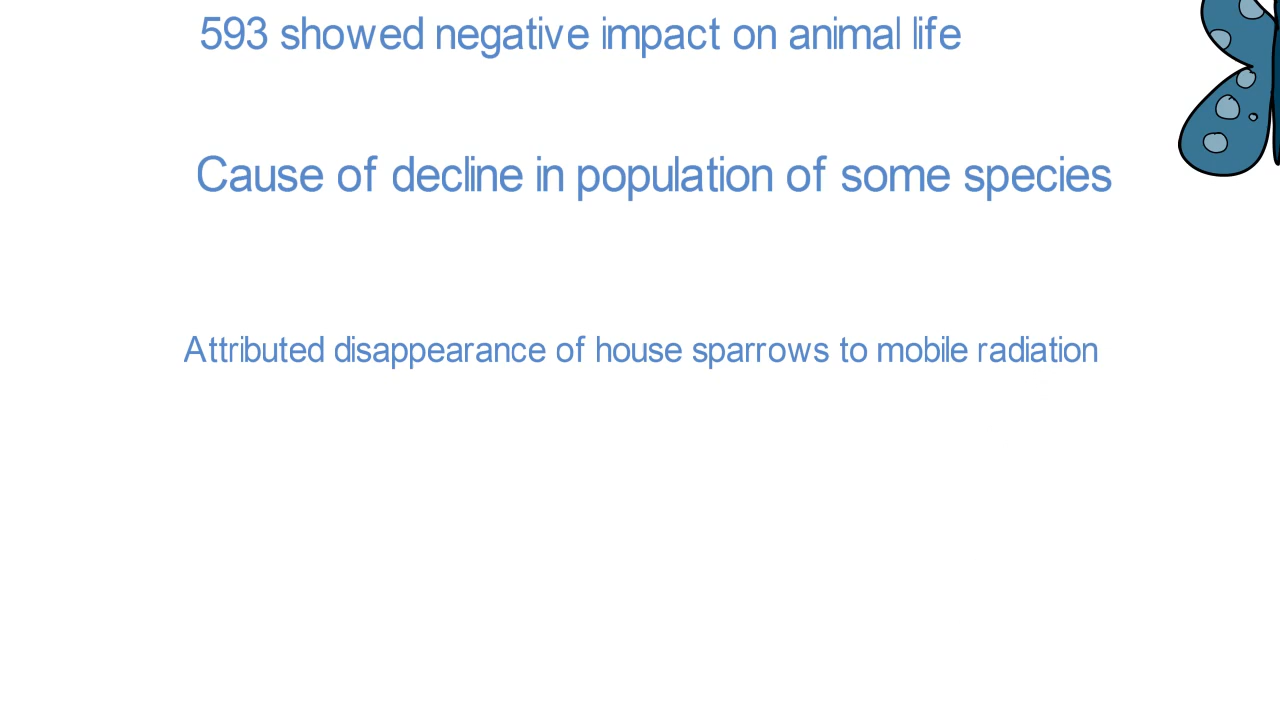 593 showed negative impact on animal life
Cause of decline in population of some species
Attributed disappearance of house sparrows to mobile radiation